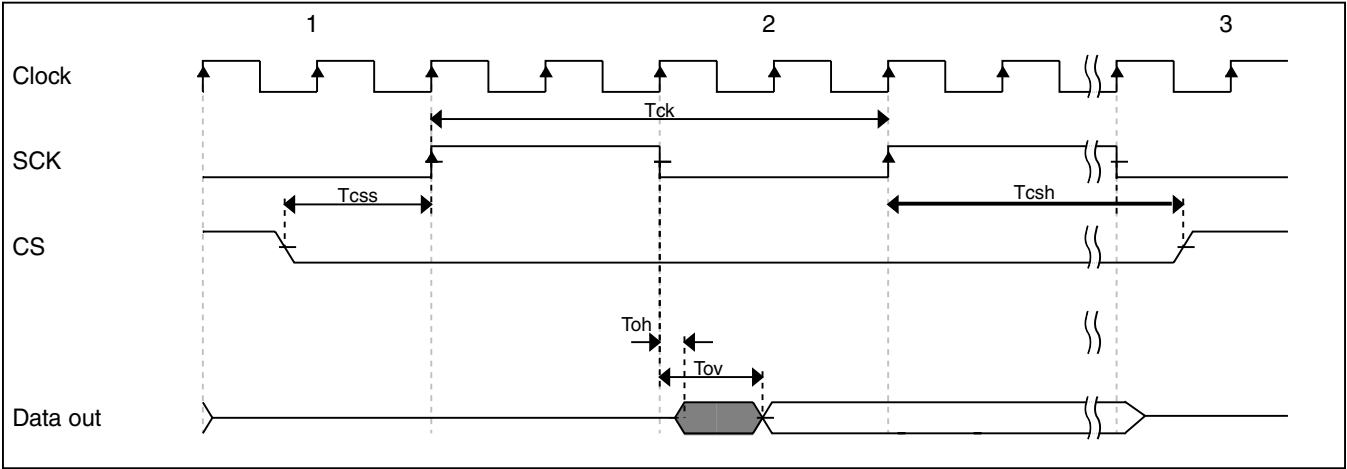 1 2 3
Clock
Tck
SCK
Tcss Tcsh
CS
Toh
Tov
Data out